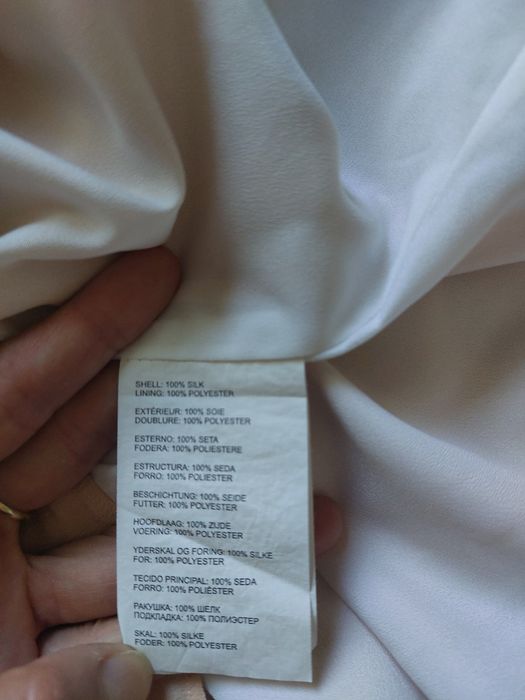 SHELL: 100% SILK
LINING: 100% POLYESTER
EXTÉRIEUR: 100% SOIE
DOUBLURE: 100% POLYESTER
ESTERNO: 100% SETA
FODERA: 100% POLIESTERE
ESTRUCTURA: 100% SEDA
FORRO: 100% POLIESTER
BESCHICHTUNG: 100% SEIDE
FUTTER: 100% POLYESTER
HOOFDLAAG: 100% ZIJDE
VOERING: 100% POLYESTER
YDERSKAL OG FORING: 100% SILKE
FOR: 100% POLYESTER
TECIDO PRINCIPAL: 100% SEDA
FORRO: 100% POLIÉSTER
РАКУШКА: 100% ШЕЛК
ПОДКЛАДКА: 100% ПОЛИЭСТЕР
SKAL: 100% SILKE
FODER: 100% POLYESTER